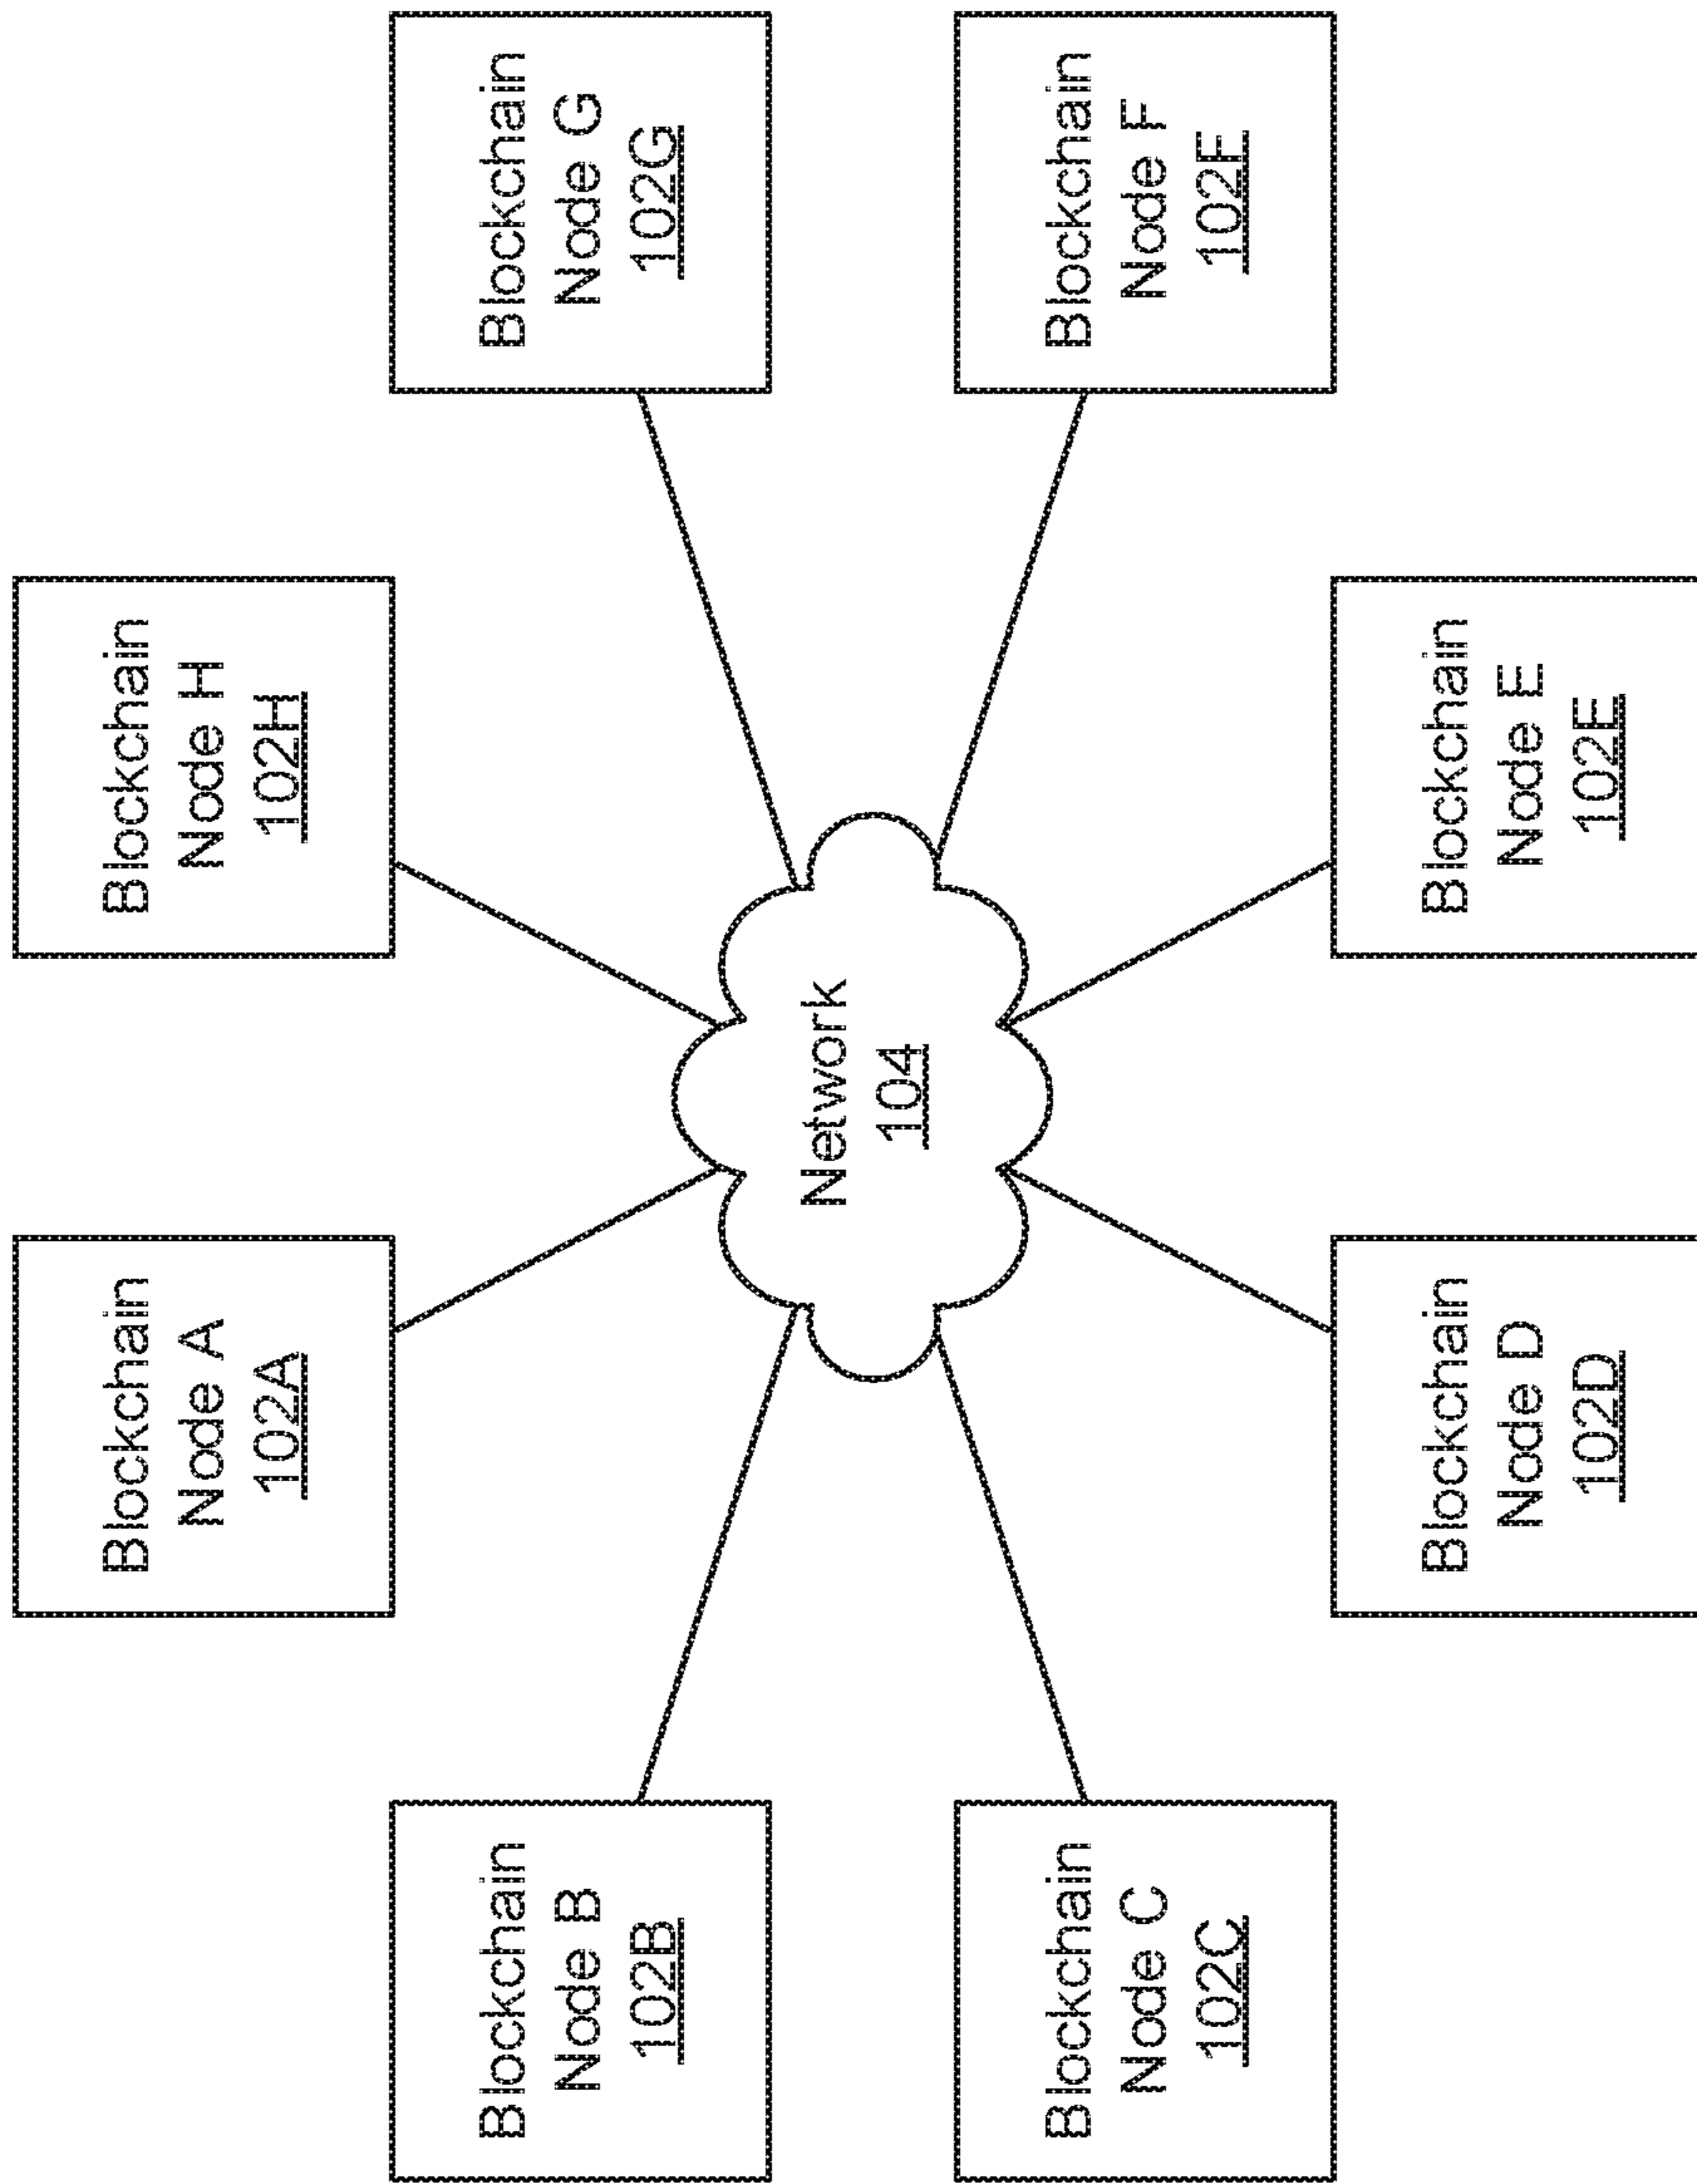 Blockchain
Node A
102A
Blockchain
Node H
102H
Blockchain
Node B
102B
Blockchain
Node G
102G
Network
104
Blockchain
Node C
102C
Blockchain
Node F
102F
Blockchain
Node D
102D
Blockchain
Node E
102E